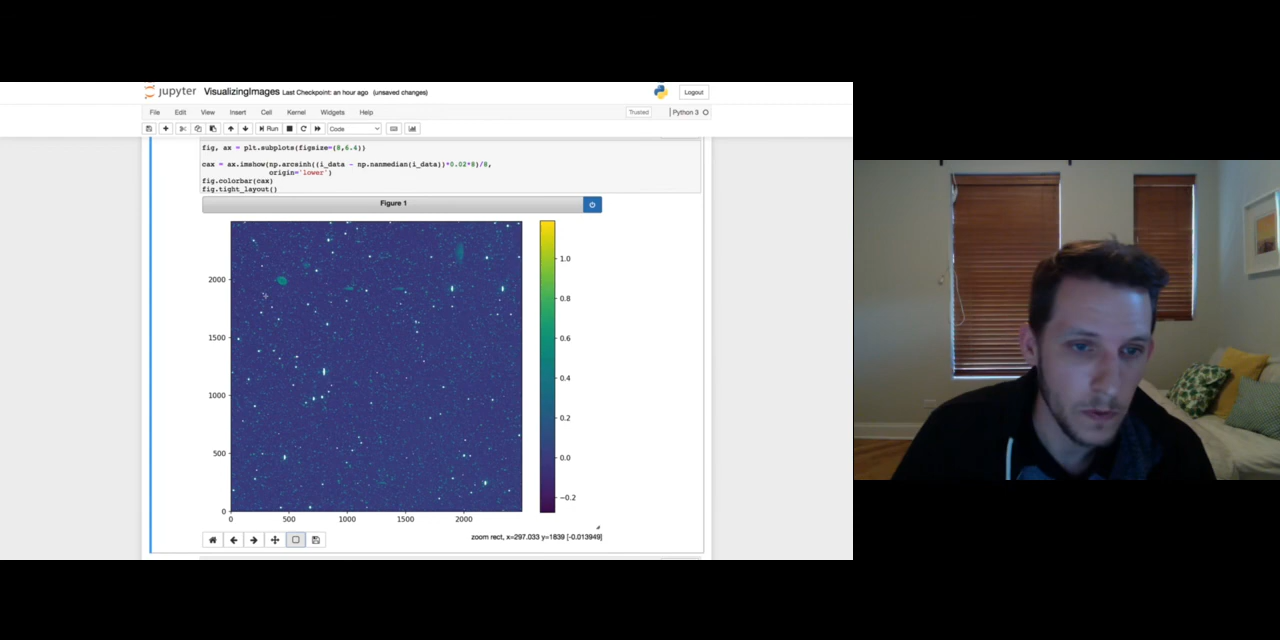 jupyter VisualizingImages Last Checkpoint: an hour ago (unsaved changes) Logout
File Edit View Insert Cell Kernel Widgets Help Trusted Python 3
Run Code
fig, ax = plt.subplots(figsize=(8,6.4))
cax = ax.imshow(np.arcsinh((i_data - np.nanmedian(i_data))*0.02*8)/8,
origin='lower')
fig.colorbar(cax)
fig.tight_layout()
Figure 1
2000
1500
1000
500
0
0 500 1000 1500 2000
1.0
0.8
0.6
0.4
0.2
0.0
−0.2
zoom rect, x=297.033 y=1839 [-0.013949]